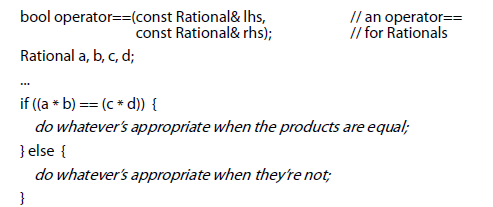 bool operator==(const Rational& lhs, // an operator==
const Rational& rhs); // for Rationals
Rational a, b, c, d;
...
if ((a * b) == (c * d)) {
do whatever's appropriate when the products are equal;
} else {
do whatever's appropriate when they're not;
}